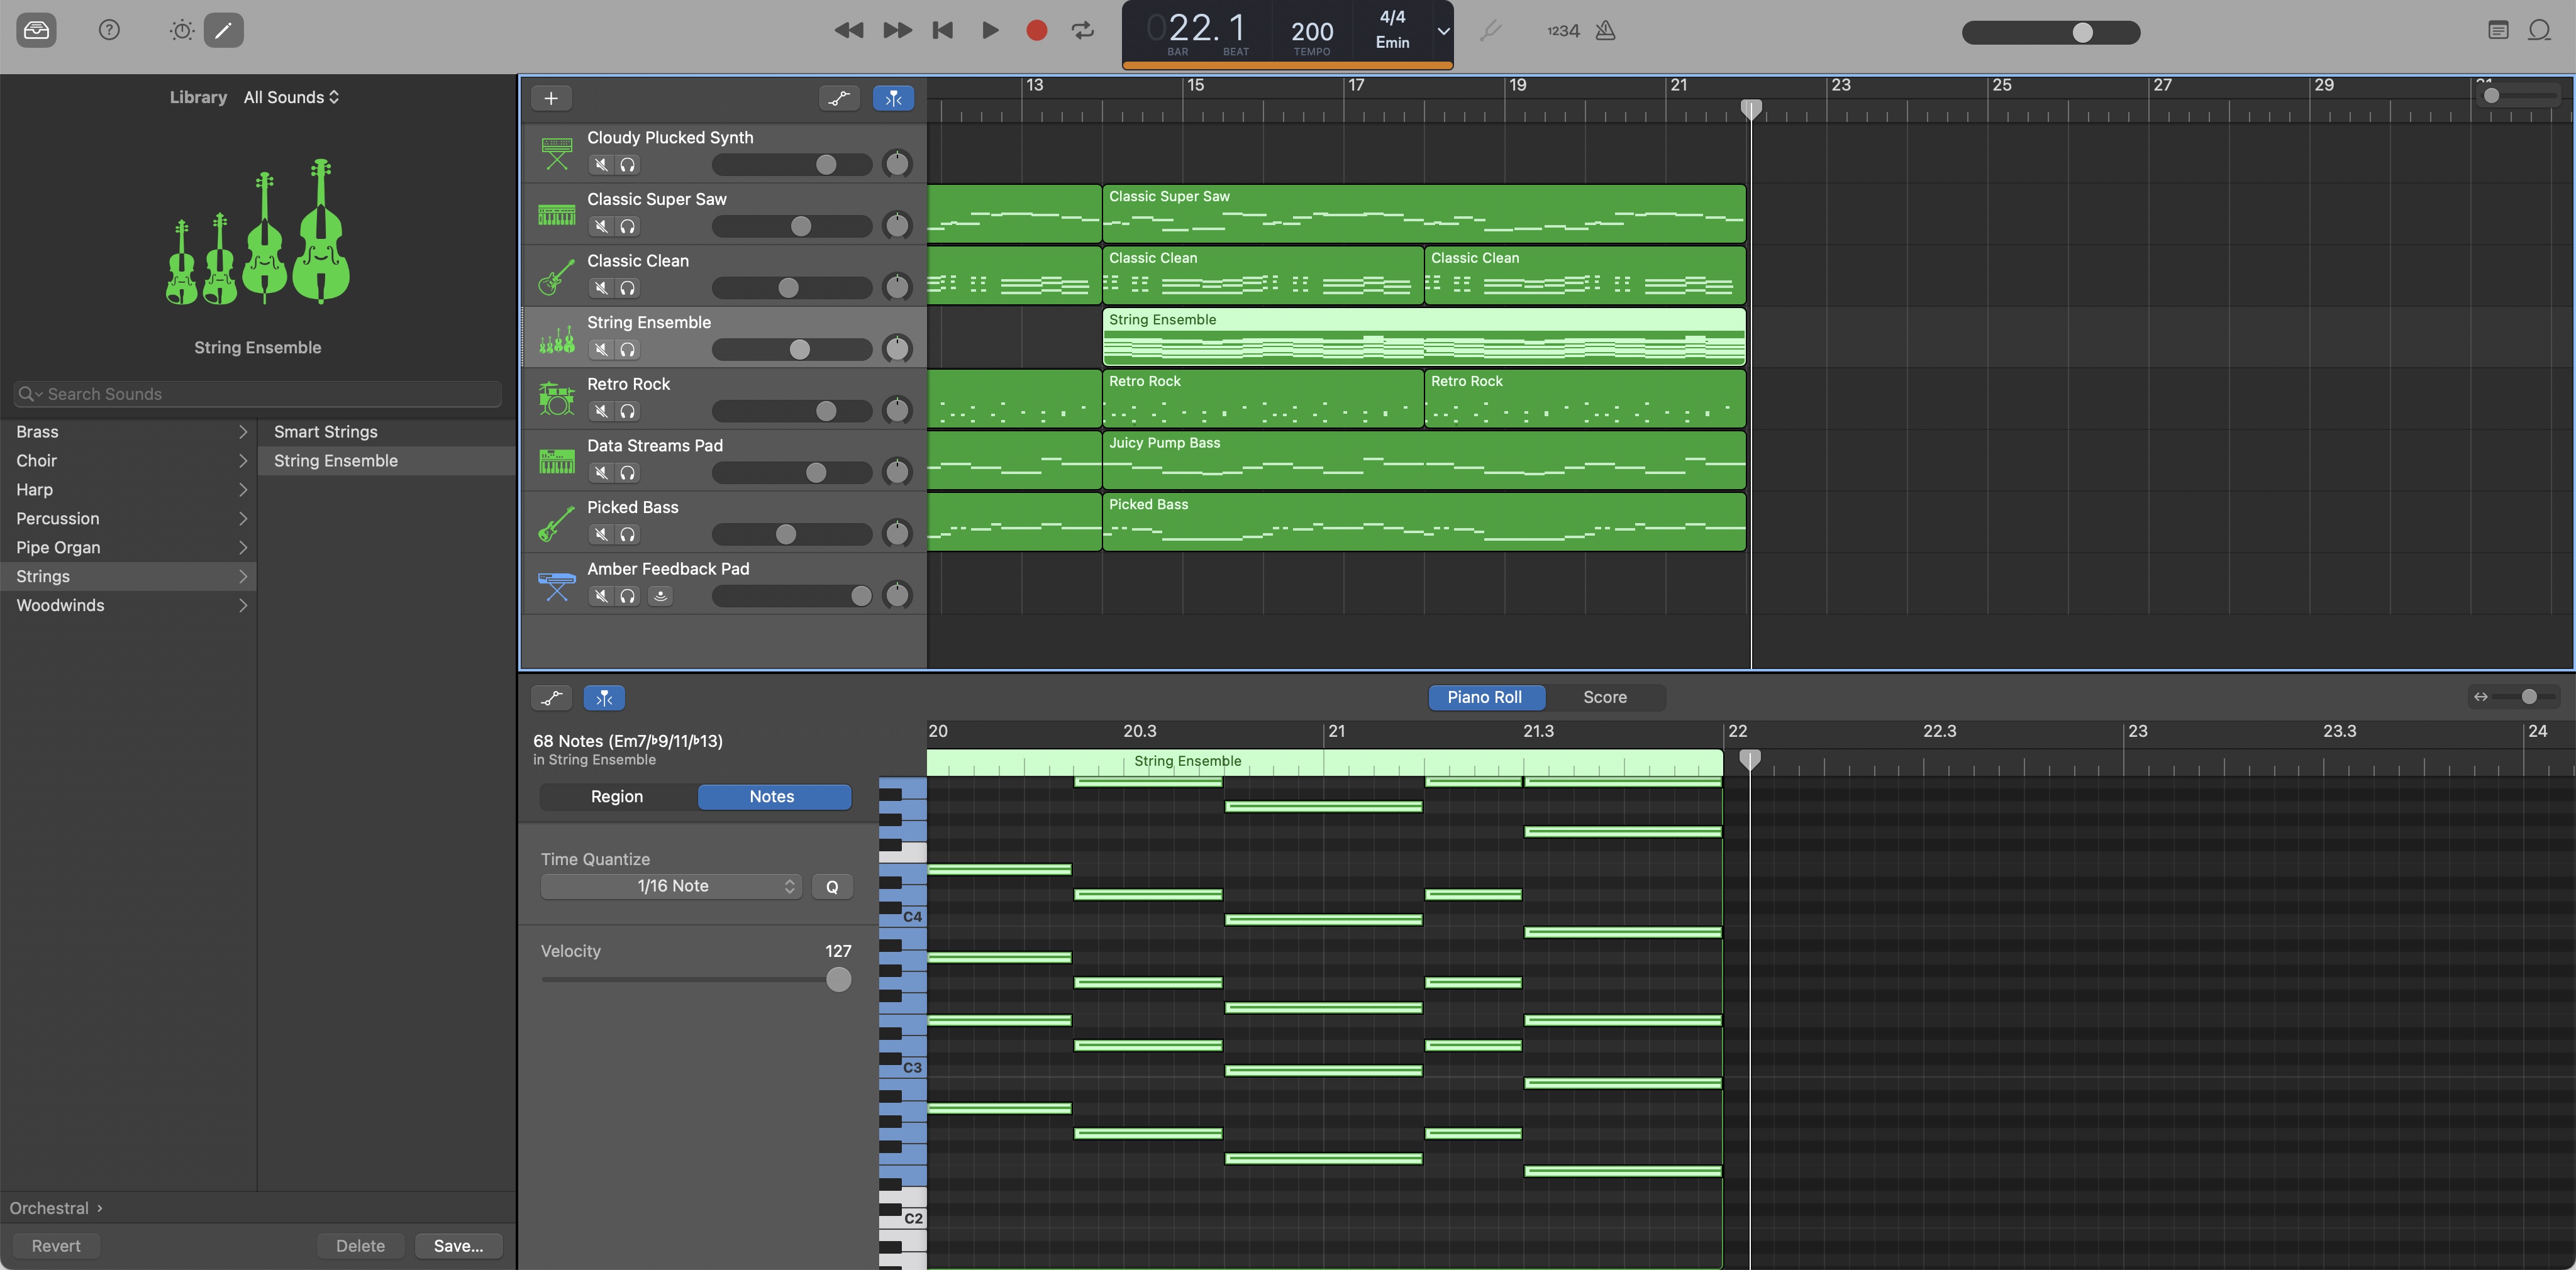 022.1
BAR
BEAT
200
TEMPO
4/4
Emin
1234
Library All Sounds
String Ensemble
Search Sounds
Brass
Choir
Harp
Percussion
Pipe Organ
Strings
Woodwinds
Smart Strings
String Ensemble
Orchestral ›
Revert
Delete
Save...
13 15 17 19 21 23 25 27 29
Cloudy Plucked Synth
Classic Super Saw
Classic Super Saw
Classic Clean
Classic Clean
Classic Clean
String Ensemble
String Ensemble
Retro Rock
Retro Rock
Retro Rock
Data Streams Pad
Juicy Pump Bass
Picked Bass
Picked Bass
Amber Feedback Pad
Piano Roll
Score
20 20.3 21 21.3 22 22.3 23 23.3 24
68 Notes (Em7/♭9/11/♭13)
in String Ensemble
String Ensemble
Region
Notes
Time Quantize
1/16 Note
Q
Velocity
127
C4
C3
C2